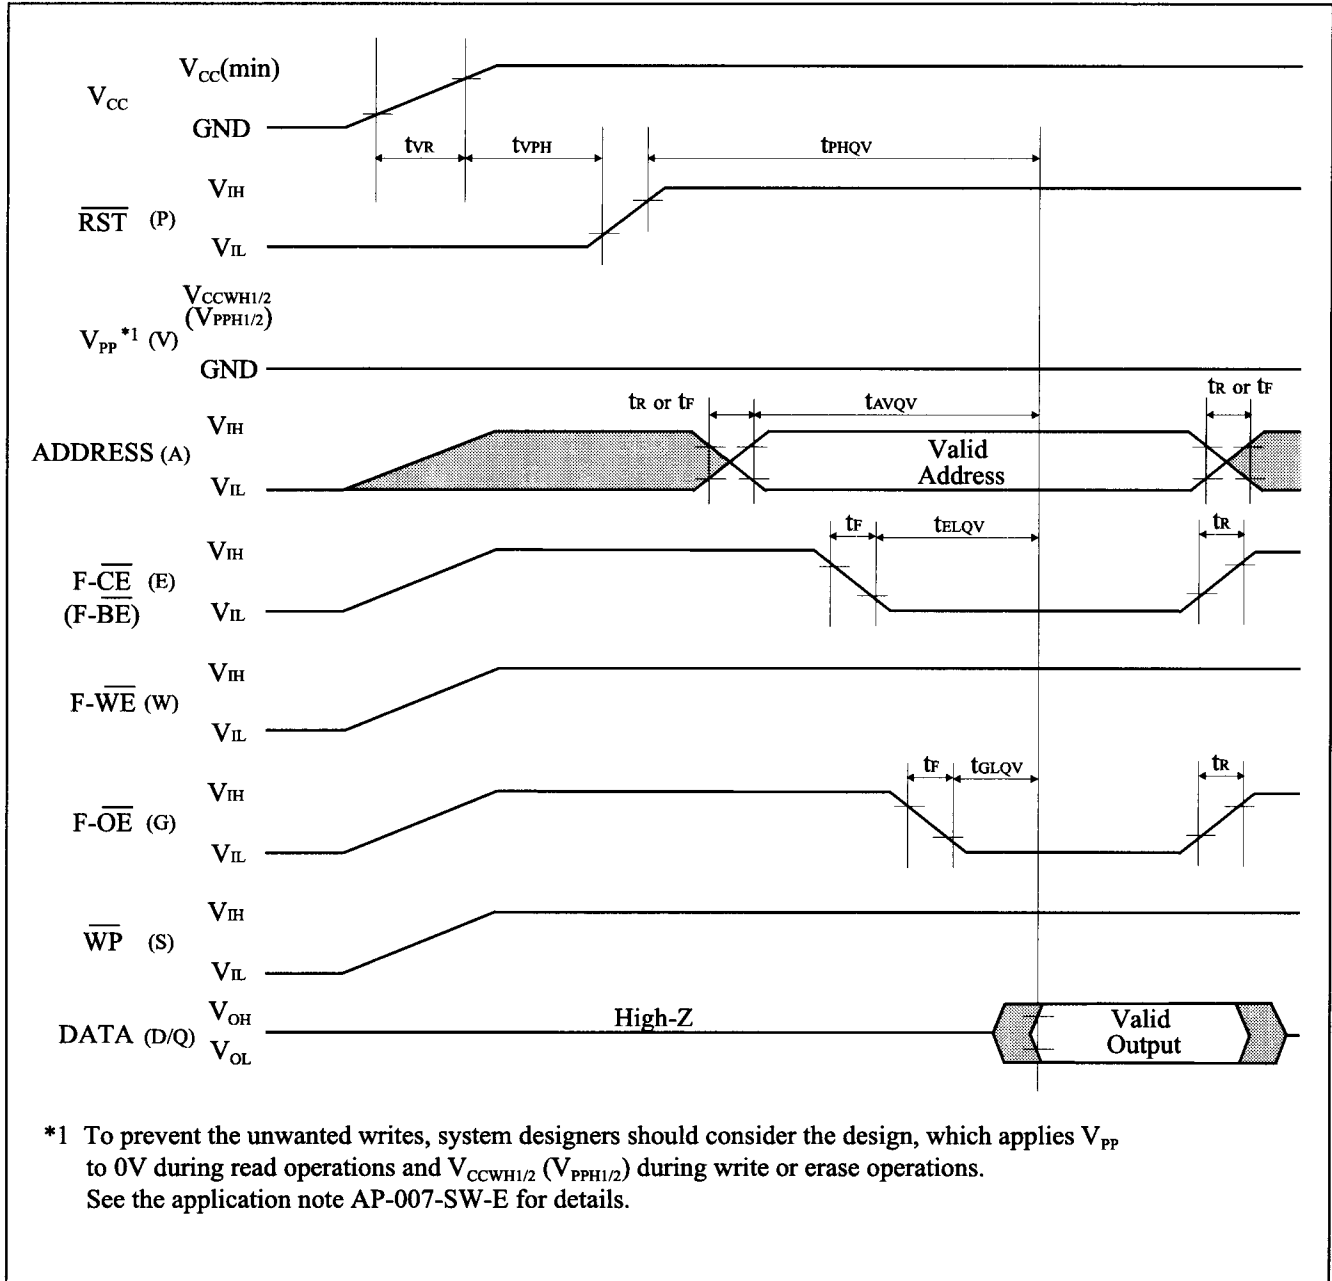 VCC(min)
VCC
GND
tVR tVPH tPHQV
VIH
RST (P)
VIL
VCCWH1/2
(VPPH1/2)
VPP *1 (V)
GND
tR or tF tAVQV tR or tF
VIH
ADDRESS (A) Valid
Address
VIL
tF tELQV tR
VIH
F-CE (E)
(F-BE)
VIL
VIH
F-WE (W)
VIL
tF tGLQV tR
VIH
F-OE (G)
VIL
VIH
WP (S)
VIL
VOH
High-Z Valid
DATA (D/Q)
Output
VOL
*1 To prevent the unwanted writes, system designers should consider the design, which applies VPP
to 0V during read operations and VCCWH1/2 (VPPH1/2) during write or erase operations.
See the application note AP-007-SW-E for details.